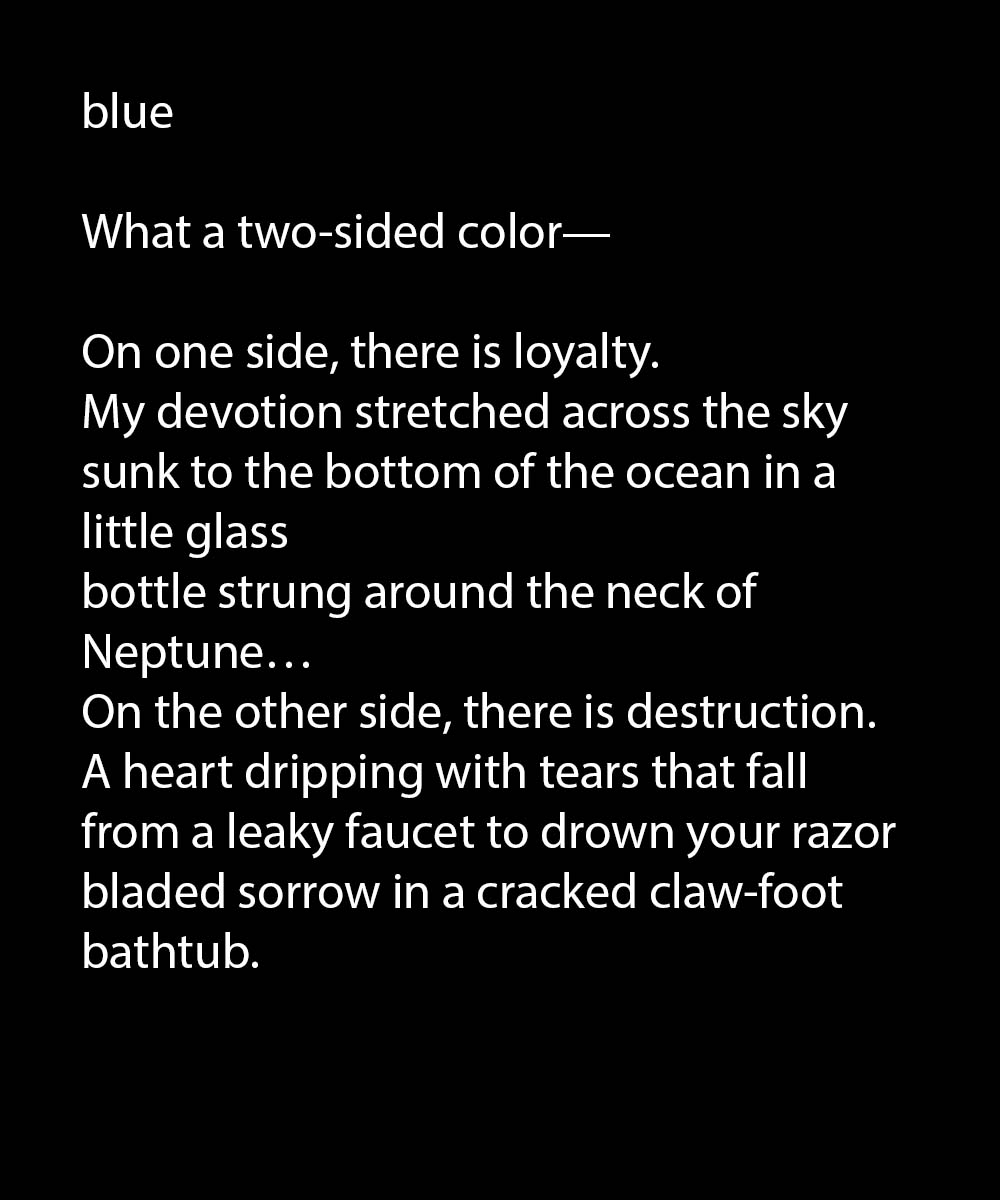 blue
What a two-sided color—
On one side, there is loyalty.
My devotion stretched across the sky
sunk to the bottom of the ocean in a
little glass
bottle strung around the neck of
Neptune…
On the other side, there is destruction.
A heart dripping with tears that fall
from a leaky faucet to drown your razor
bladed sorrow in a cracked claw-foot
bathtub.